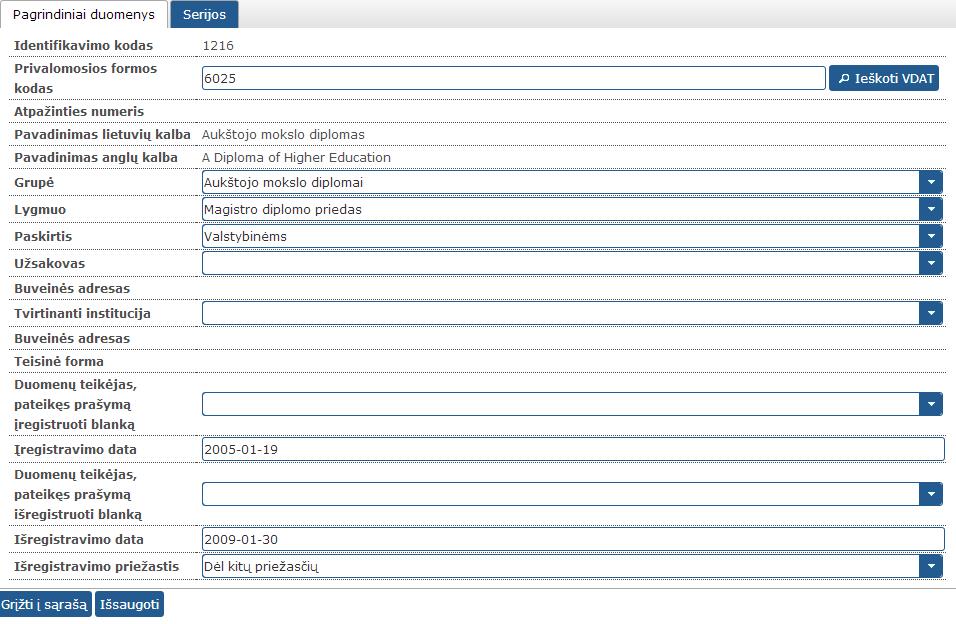 Pagrindiniai duomenys
Serijos
Identifikavimo kodas
1216
Privalomosios formos
kodas
6025
Ieškoti VDAT
Atpažinties numeris
Pavadinimas lietuvių kalba
Aukštojo mokslo diplomas
Pavadinimas anglų kalba
A Diploma of Higher Education
Grupė
Aukštojo mokslo diplomai
Lygmuo
Magistro diplomo priedas
Paskirtis
Valstybinėms
Užsakovas
Buveinės adresas
Tvirtinanti institucija
Buveinės adresas
Teisinė forma
Duomenų teikėjas,
pateikęs prašymą
įregistruoti blanką
Įregistravimo data
2005-01-19
Duomenų teikėjas,
pateikęs prašymą
išregistruoti blanką
Išregistravimo data
2009-01-30
Išregistravimo priežastis
Dėl kitų priežasčių
Grįžti į sąrašą
Išsaugoti